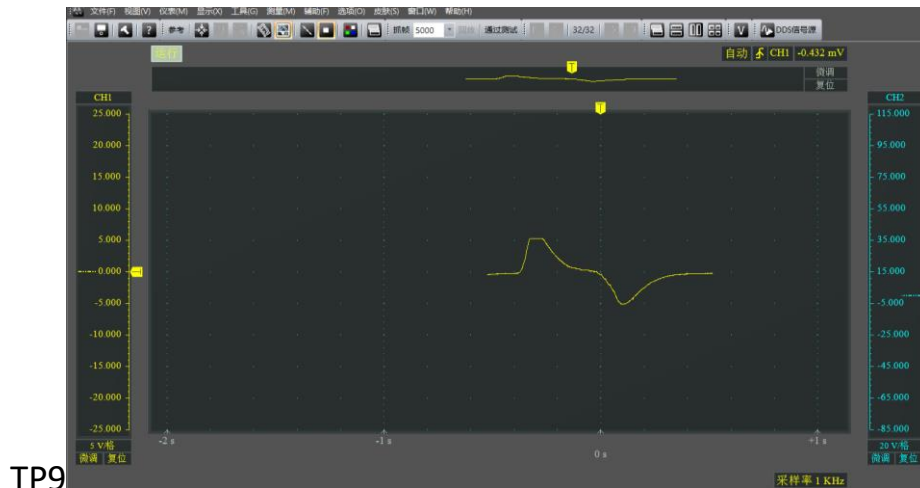 文件(F) 视图(V) 仪表(M) 显示(X) 工具(G) 测量(M) 辅助(F) 选项(O) 皮肤(S) 窗口(W) 帮助(H)
参考 抓帧 5000 通过测试 32/32 DDS信号源
运行 自动 CH1 -0.432 mV
T 微调
复位
CH1 T CH2
25.000 115.000
20.000 95.000
15.000 75.000
10.000 55.000
5.000 35.000
0.000 15.000
-5.000 -5.000
-10.000 -25.000
-15.000 -45.000
-20.000 -65.000
-25.000 -85.000
-2 s -1 s 0 s +1 s
5 V/格 20 V/格
微调 复位 微调 复位
采样率 1 KHz
TP9